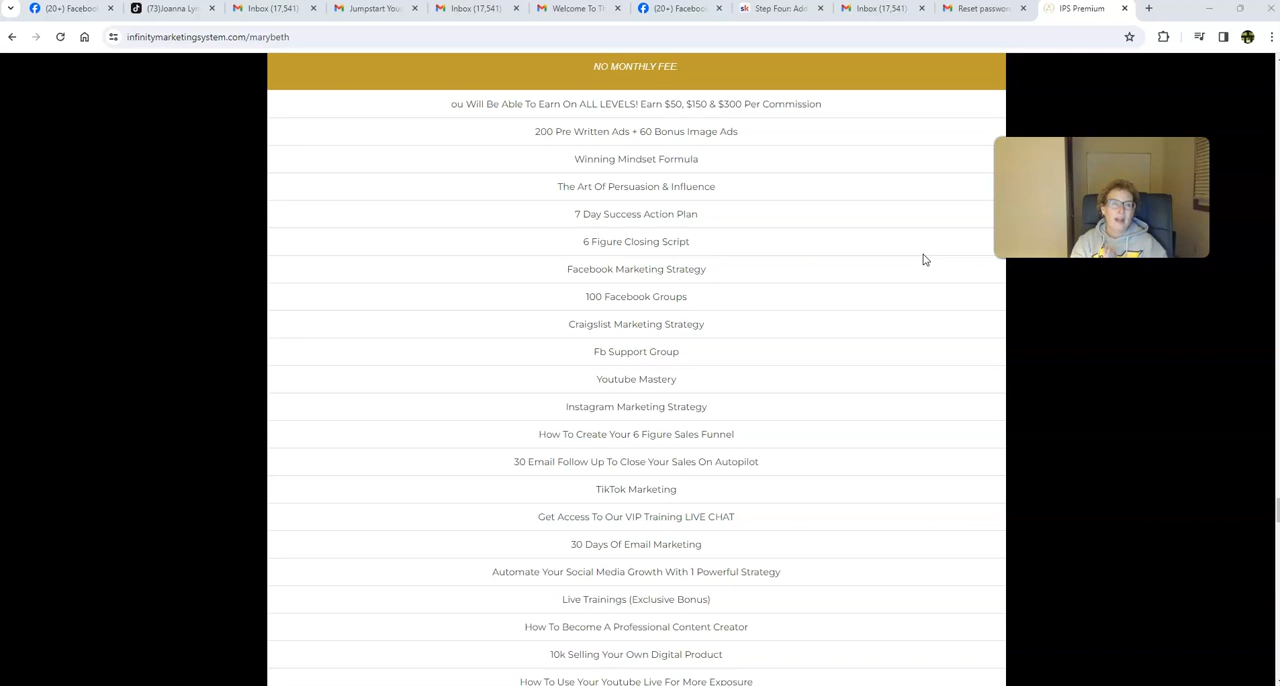 (20+) Facebook
(73)Joanna Ly
Inbox (17,541)
Jumpstart You
Inbox (17,541)
Welcome To T
(20+) Facebook
Step Four: Add
Inbox (17,541)
Reset passwor
IPS Premium
infinitymarketingsystem.com/marybeth
NO MONTHLY FEE
ou Will Be Able To Earn On ALL LEVELS! Earn $50, $150 & $300 Per Commission
200 Pre Written Ads + 60 Bonus Image Ads
Winning Mindset Formula
The Art Of Persuasion & Influence
7 Day Success Action Plan
6 Figure Closing Script
Facebook Marketing Strategy
100 Facebook Groups
Craigslist Marketing Strategy
Fb Support Group
Youtube Mastery
Instagram Marketing Strategy
How To Create Your 6 Figure Sales Funnel
30 Email Follow Up To Close Your Sales On Autopilot
TikTok Marketing
Get Access To Our VIP Training LIVE CHAT
30 Days Of Email Marketing
Automate Your Social Media Growth With 1 Powerful Strategy
Live Trainings (Exclusive Bonus)
How To Become A Professional Content Creator
10k Selling Your Own Digital Product
How To Use Your Youtube Live For More Exposure